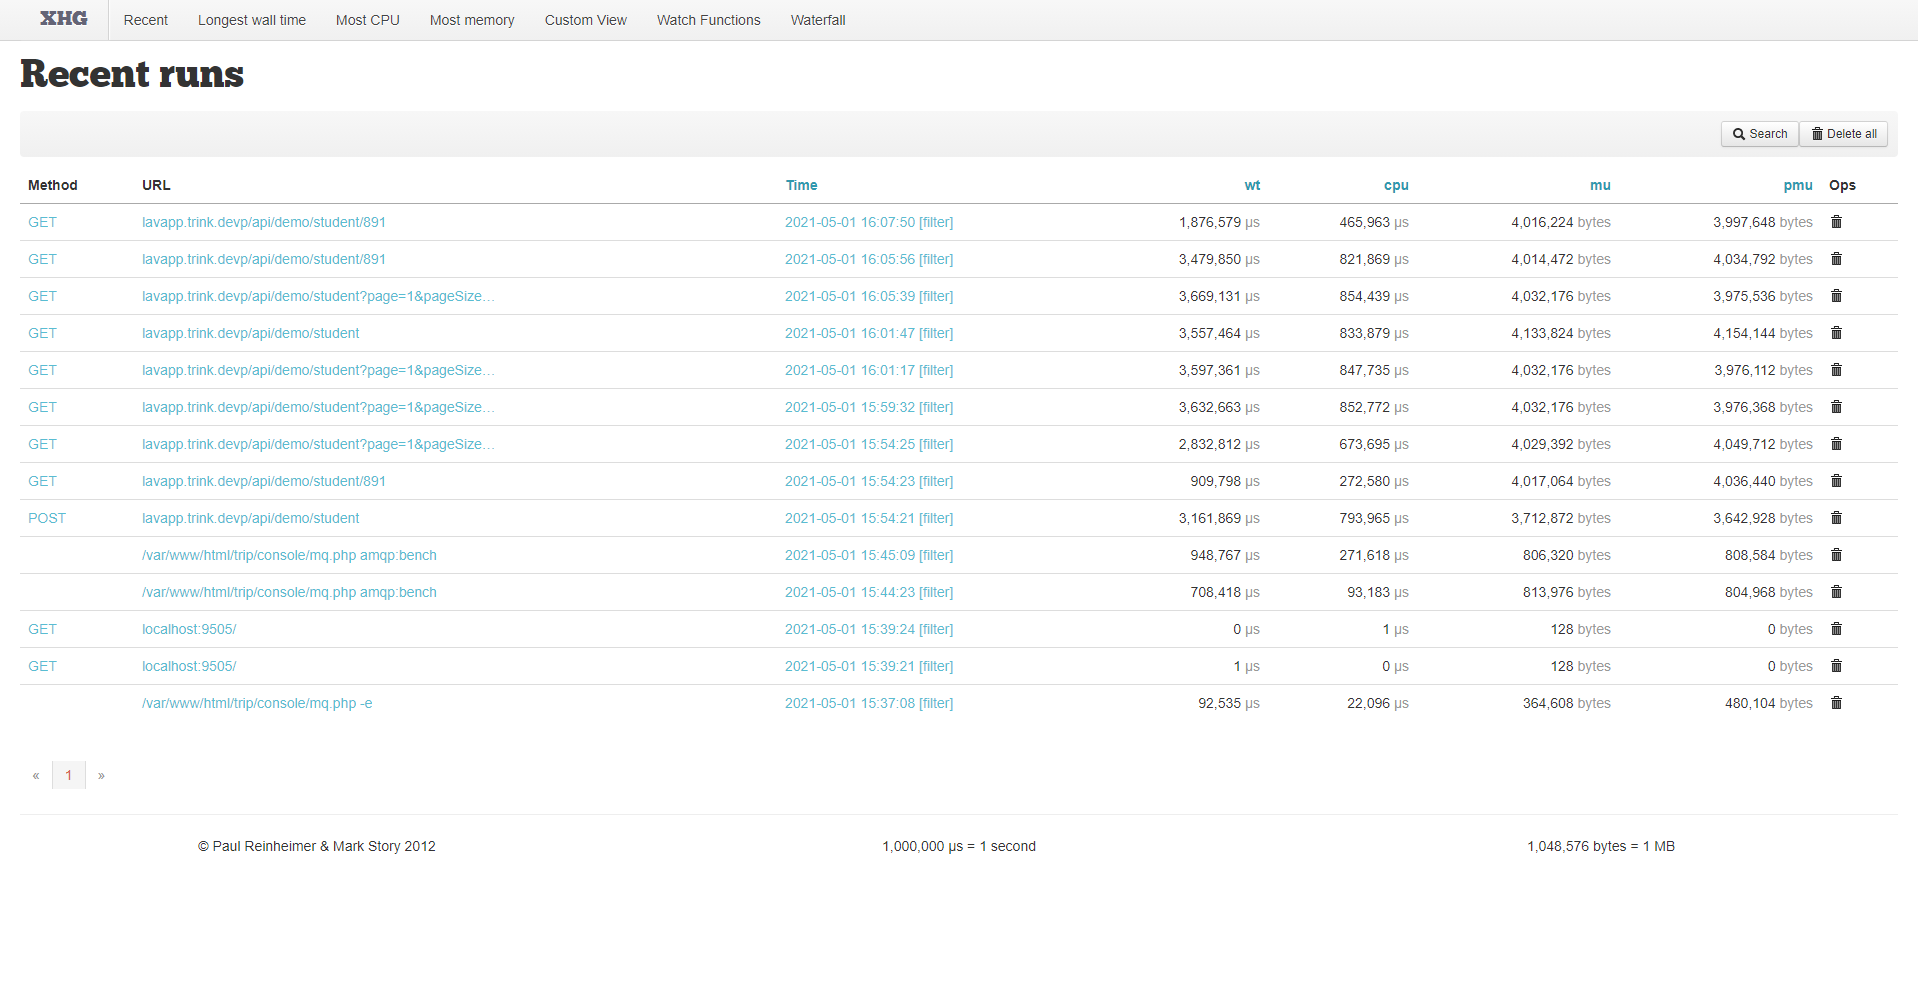 XHG Recent Longest wall time Most CPU Most memory Custom View Watch Functions Waterfall
Recent runs
Search Delete all
Method URL Time wt cpu mu pmu Ops
GET lavapp.trink.devp/api/demo/student/891 2021-05-01 16:07:50 [filter] 1,876,579 µs 465,963 µs 4,016,224 bytes 3,997,648 bytes
GET lavapp.trink.devp/api/demo/student/891 2021-05-01 16:05:56 [filter] 3,479,850 µs 821,869 µs 4,014,472 bytes 4,034,792 bytes
GET lavapp.trink.devp/api/demo/student?page=1&pageSize… 2021-05-01 16:05:39 [filter] 3,669,131 µs 854,439 µs 4,032,176 bytes 3,975,536 bytes
GET lavapp.trink.devp/api/demo/student 2021-05-01 16:01:47 [filter] 3,557,464 µs 833,879 µs 4,133,824 bytes 4,154,144 bytes
GET lavapp.trink.devp/api/demo/student?page=1&pageSize… 2021-05-01 16:01:17 [filter] 3,597,361 µs 847,735 µs 4,032,176 bytes 3,976,112 bytes
GET lavapp.trink.devp/api/demo/student?page=1&pageSize… 2021-05-01 15:59:32 [filter] 3,632,663 µs 852,772 µs 4,032,176 bytes 3,976,368 bytes
GET lavapp.trink.devp/api/demo/student?page=1&pageSize… 2021-05-01 15:54:25 [filter] 2,832,812 µs 673,695 µs 4,029,392 bytes 4,049,712 bytes
GET lavapp.trink.devp/api/demo/student/891 2021-05-01 15:54:23 [filter] 909,798 µs 272,580 µs 4,017,064 bytes 4,036,440 bytes
POST lavapp.trink.devp/api/demo/student 2021-05-01 15:54:21 [filter] 3,161,869 µs 793,965 µs 3,712,872 bytes 3,642,928 bytes
/var/www/html/trip/console/mq.php amqp:bench 2021-05-01 15:45:09 [filter] 948,767 µs 271,618 µs 806,320 bytes 808,584 bytes
/var/www/html/trip/console/mq.php amqp:bench 2021-05-01 15:44:23 [filter] 708,418 µs 93,183 µs 813,976 bytes 804,968 bytes
GET localhost:9505/ 2021-05-01 15:39:24 [filter] 0 µs 1 µs 128 bytes 0 bytes
GET localhost:9505/ 2021-05-01 15:39:21 [filter] 1 µs 0 µs 128 bytes 0 bytes
/var/www/html/trip/console/mq.php -e 2021-05-01 15:37:08 [filter] 92,535 µs 22,096 µs 364,608 bytes 480,104 bytes
« 1 »
© Paul Reinheimer & Mark Story 2012 1,000,000 µs = 1 second 1,048,576 bytes = 1 MB